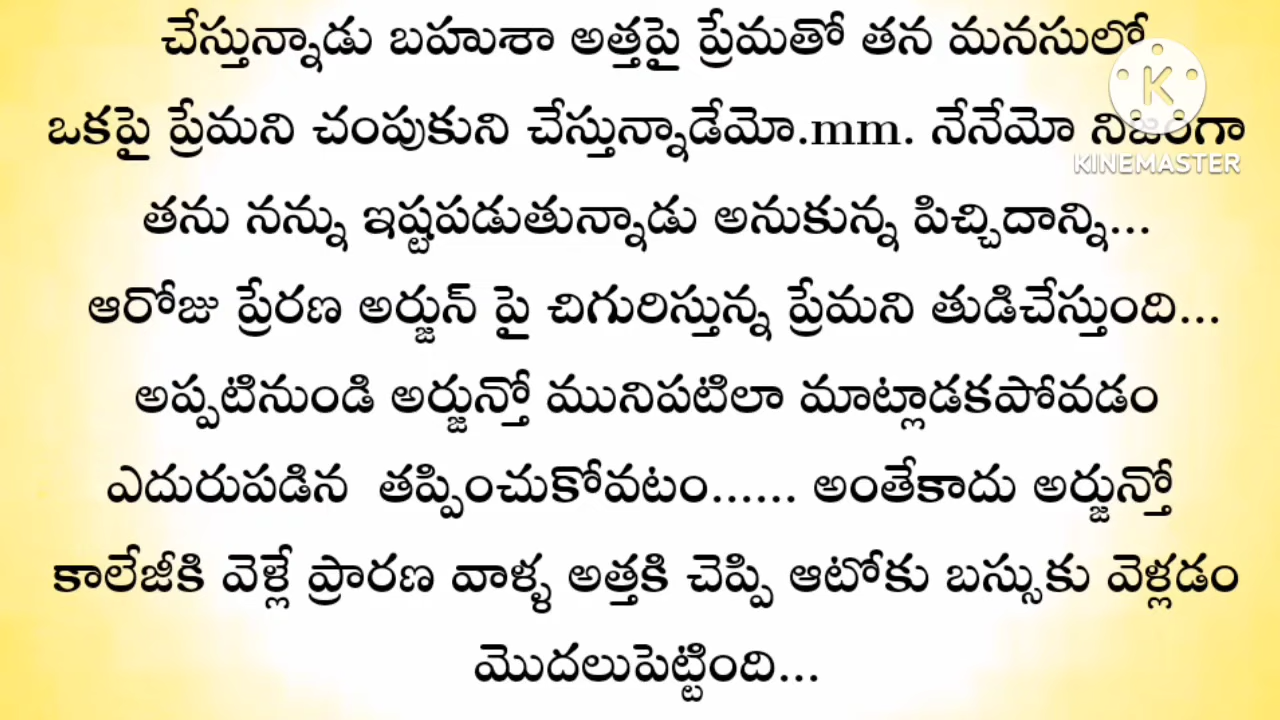 చేస్తున్నాడు బహుశా అత్తపై ప్రేమతో తన మనసులో
ఒకపై ప్రేమని చంపుకుని చేస్తున్నాడేమో.mm. నేనేమో నిజంగా
తను నన్ను ఇష్టపడుతున్నాడు అనుకున్న పిచ్చిదాన్ని...
ఆరోజు ప్రేరణ అర్జున్ పై చిగురిస్తున్న ప్రేమని తుడిచేస్తుంది...
అప్పటినుండి అర్జున్తో మునిపటిలా మాట్లాడకపోవడం
ఎదురుపడిన తప్పించుకోవటం...... అంతేకాదు అర్జున్తో
కాలేజీకి వెళ్లే ప్రారణ వాళ్ళ అత్తకి చెప్పి ఆటోకు బస్సుకు వెళ్లడం
మొదలుపెట్టింది...
K
KINEMASTER